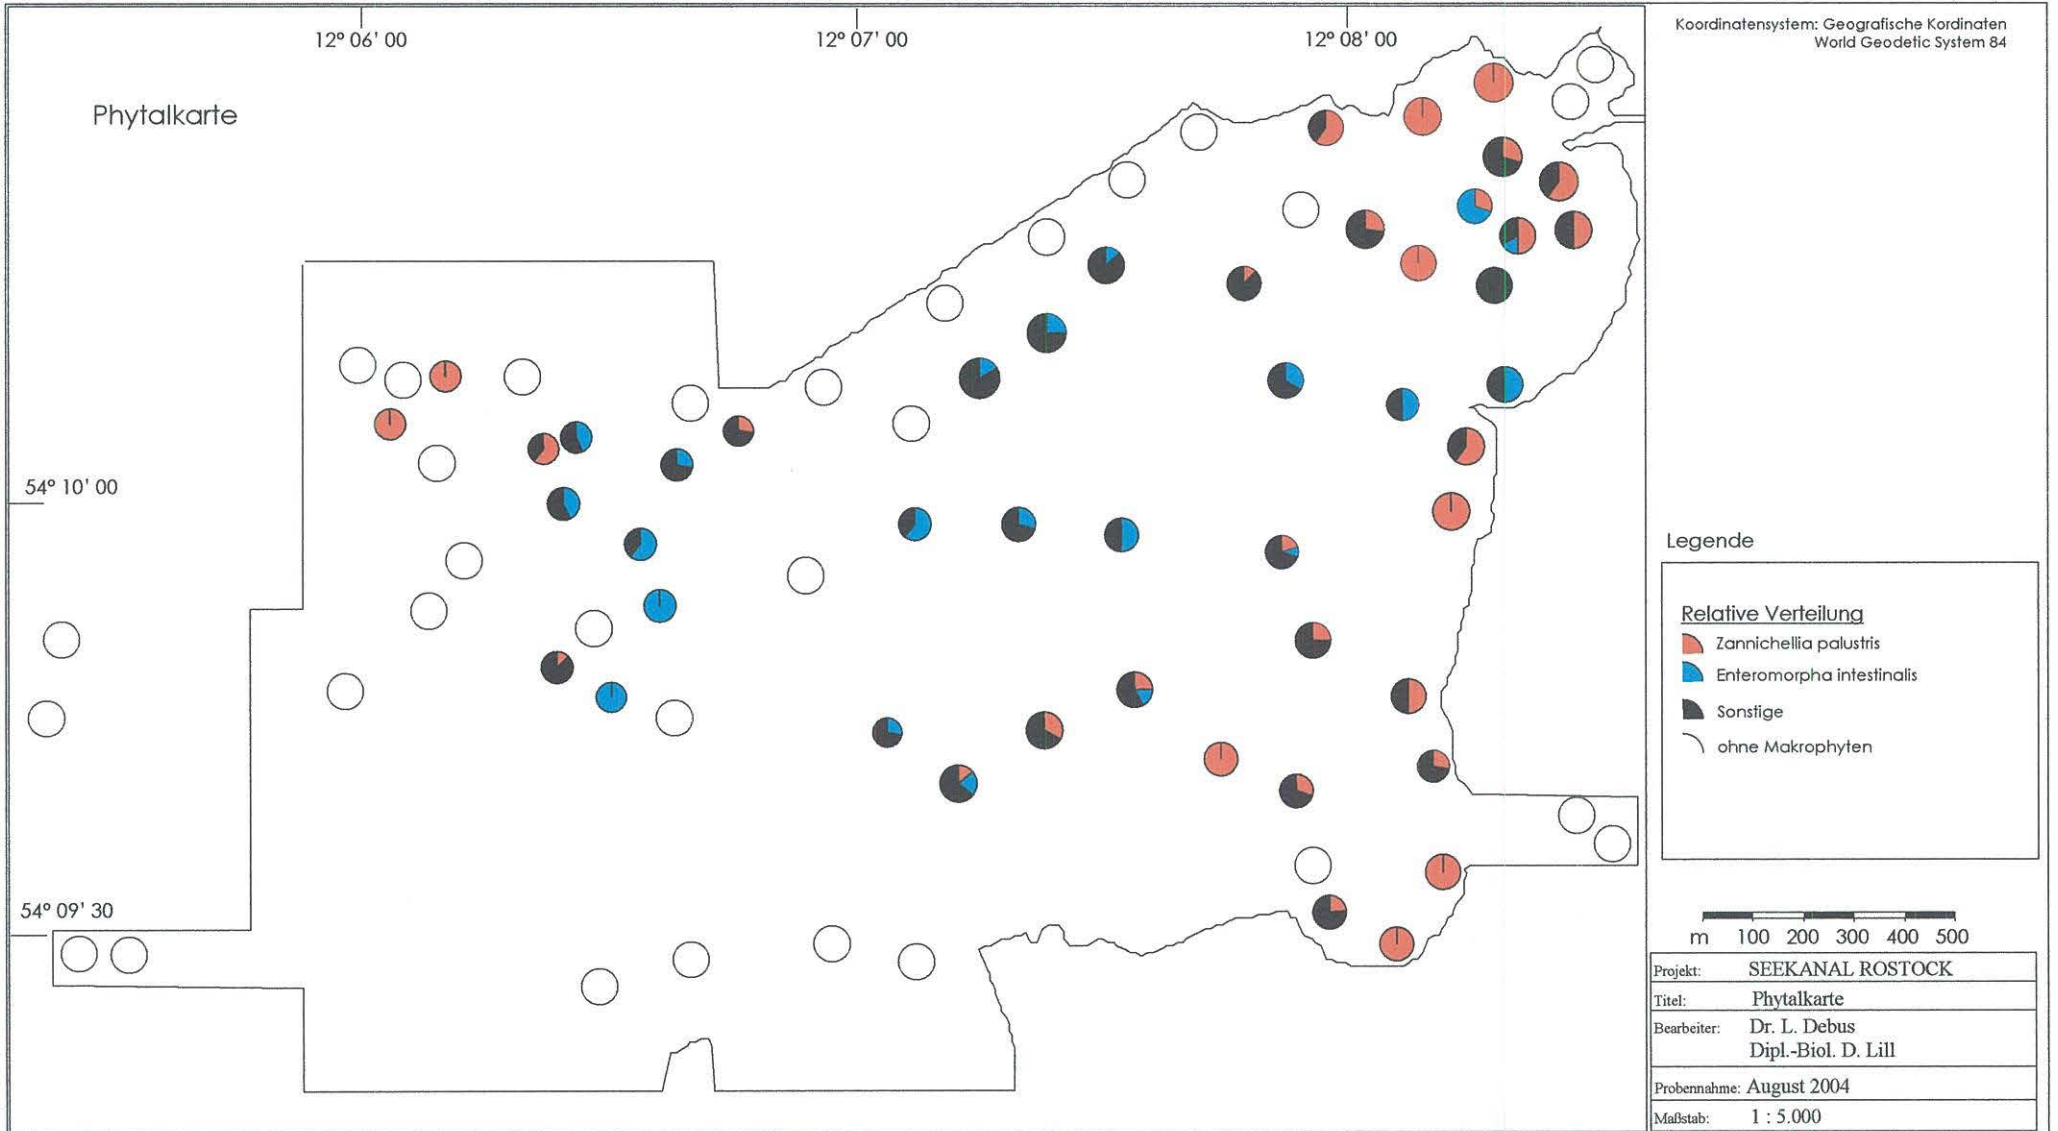 12° 06' 00
12° 07' 00
12° 08' 00
Koordinatensystem: Geografische Kordinaten
World Geodetic System 84
Phytalkarte
54° 10' 00
54° 09' 30
Legende
Relative Verteilung
Zannichellia palustris
Enteromorpha intestinalis
Sonstige
ohne Makrophyten
m 100 200 300 400 500
Projekt: SEEKANAL ROSTOCK
Titel: Phytalkarte
Bearbeiter: Dr. L. Debus
Dipl.-Biol. D. Lill
Probennahme: August 2004
Maßstab: 1 : 5.000